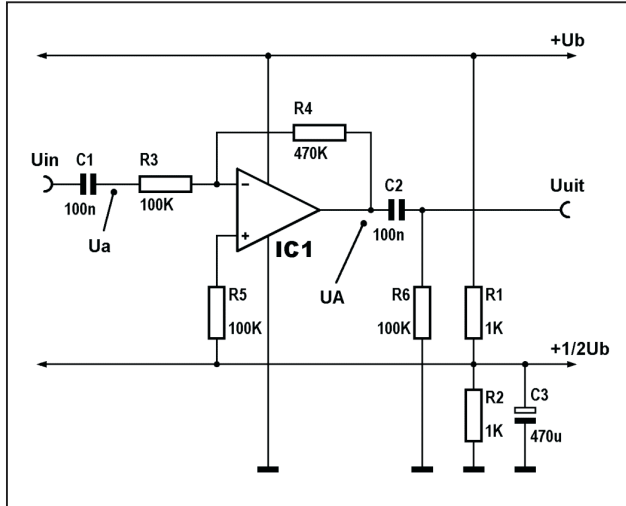 +Ub
R4
470K
Uin
C1
R3
100n
100K
Ua
−
+
IC1
C2
100n
UA
Uuit
R5
100K
R6
100K
R1
1K
+1/2Ub
R2
1K
C3
470u